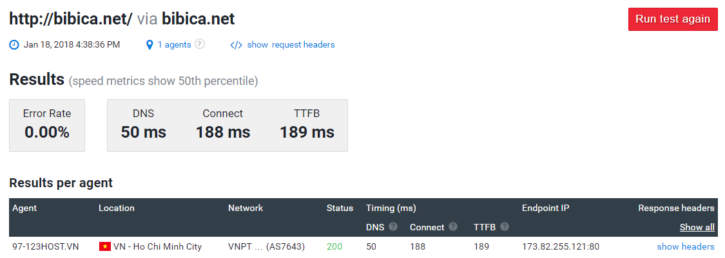 http://bibica.net/ via bibica.net
Run test again
Jan 18, 2018 4:38:36 PM 1 agents ? </> show request headers
Results (speed metrics show 50th percentile)
Error Rate DNS Connect TTFB
0.00% 50 ms 188 ms 189 ms
Results per agent
Agent Location Network Status Timing (ms) Endpoint IP Response headers
DNS ? Connect ? TTFB ? Show all
97-123HOST.VN VN - Ho Chi Minh City VNPT ... (AS7643) 200 50 188 189 173.82.255.121:80 show headers